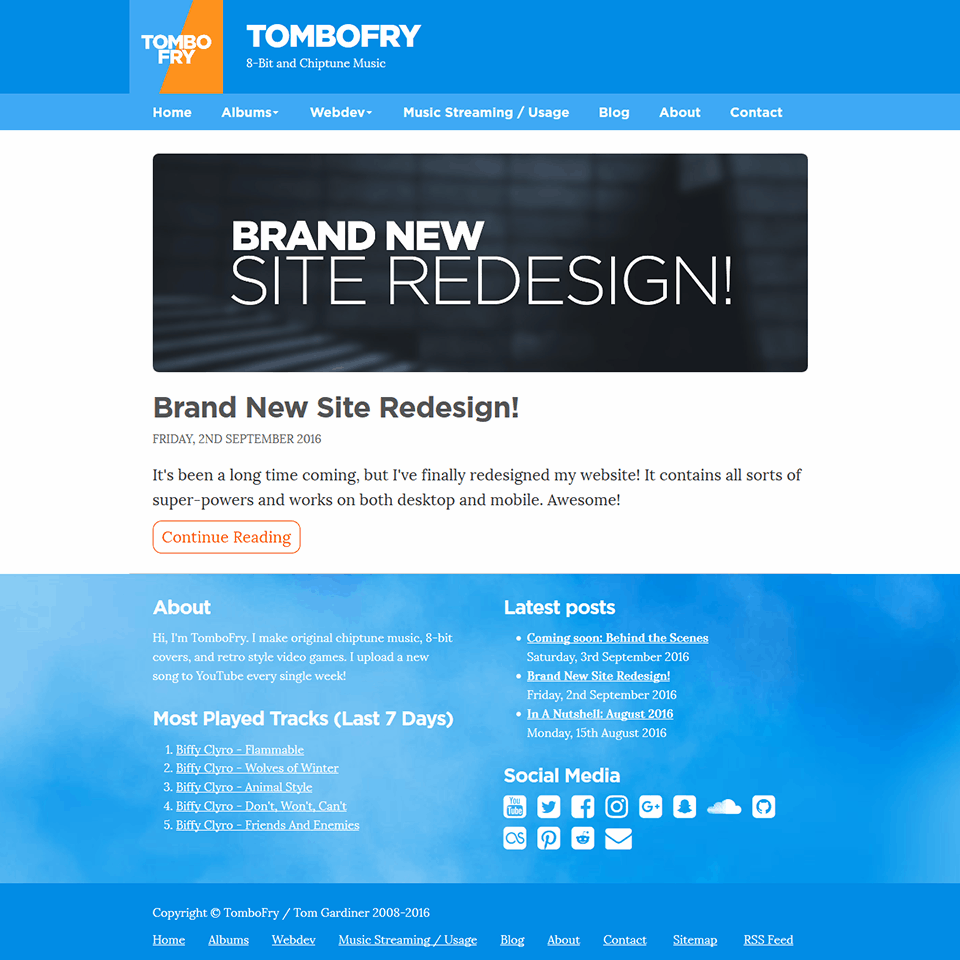 TOMBO
FRY
TOMBOFRY
8-Bit and Chiptune Music
Home Albums Webdev Music Streaming / Usage Blog About Contact
BRAND NEW
SITE REDESIGN!
Brand New Site Redesign!
FRIDAY, 2ND SEPTEMBER 2016
It's been a long time coming, but I've finally redesigned my website! It contains all sorts of
super-powers and works on both desktop and mobile. Awesome!
Continue Reading
About
Hi, I'm TomboFry. I make original chiptune music, 8-bit
covers, and retro style video games. I upload a new
song to YouTube every single week!
Most Played Tracks (Last 7 Days)
1. Biffy Clyro - Flammable
2. Biffy Clyro - Wolves of Winter
3. Biffy Clyro - Animal Style
4. Biffy Clyro - Don't, Won't, Can't
5. Biffy Clyro - Friends And Enemies
Latest posts
• Coming soon: Behind the Scenes
Saturday, 3rd September 2016
• Brand New Site Redesign!
Friday, 2nd September 2016
• In A Nutshell: August 2016
Monday, 15th August 2016
Social Media
You
Tube
Copyright © TomboFry / Tom Gardiner 2008-2016
Home Albums Webdev Music Streaming / Usage Blog About Contact Sitemap RSS Feed